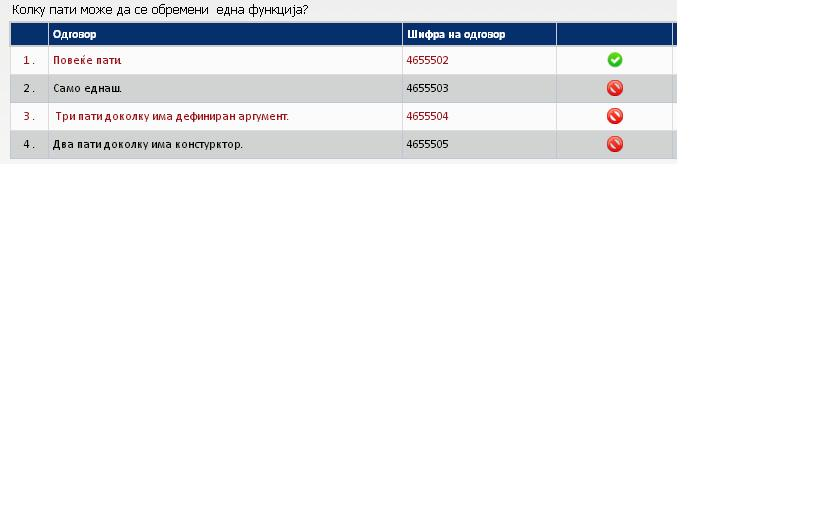 Колку пати може да се обремени една функција?
Одговор Шифра на одговор
1. Повеќе пати. 4655502
2. Само еднаш. 4655503
3. Три пати доколку има дефиниран аргумент. 4655504
4. Два пати доколку има констурктор. 4655505